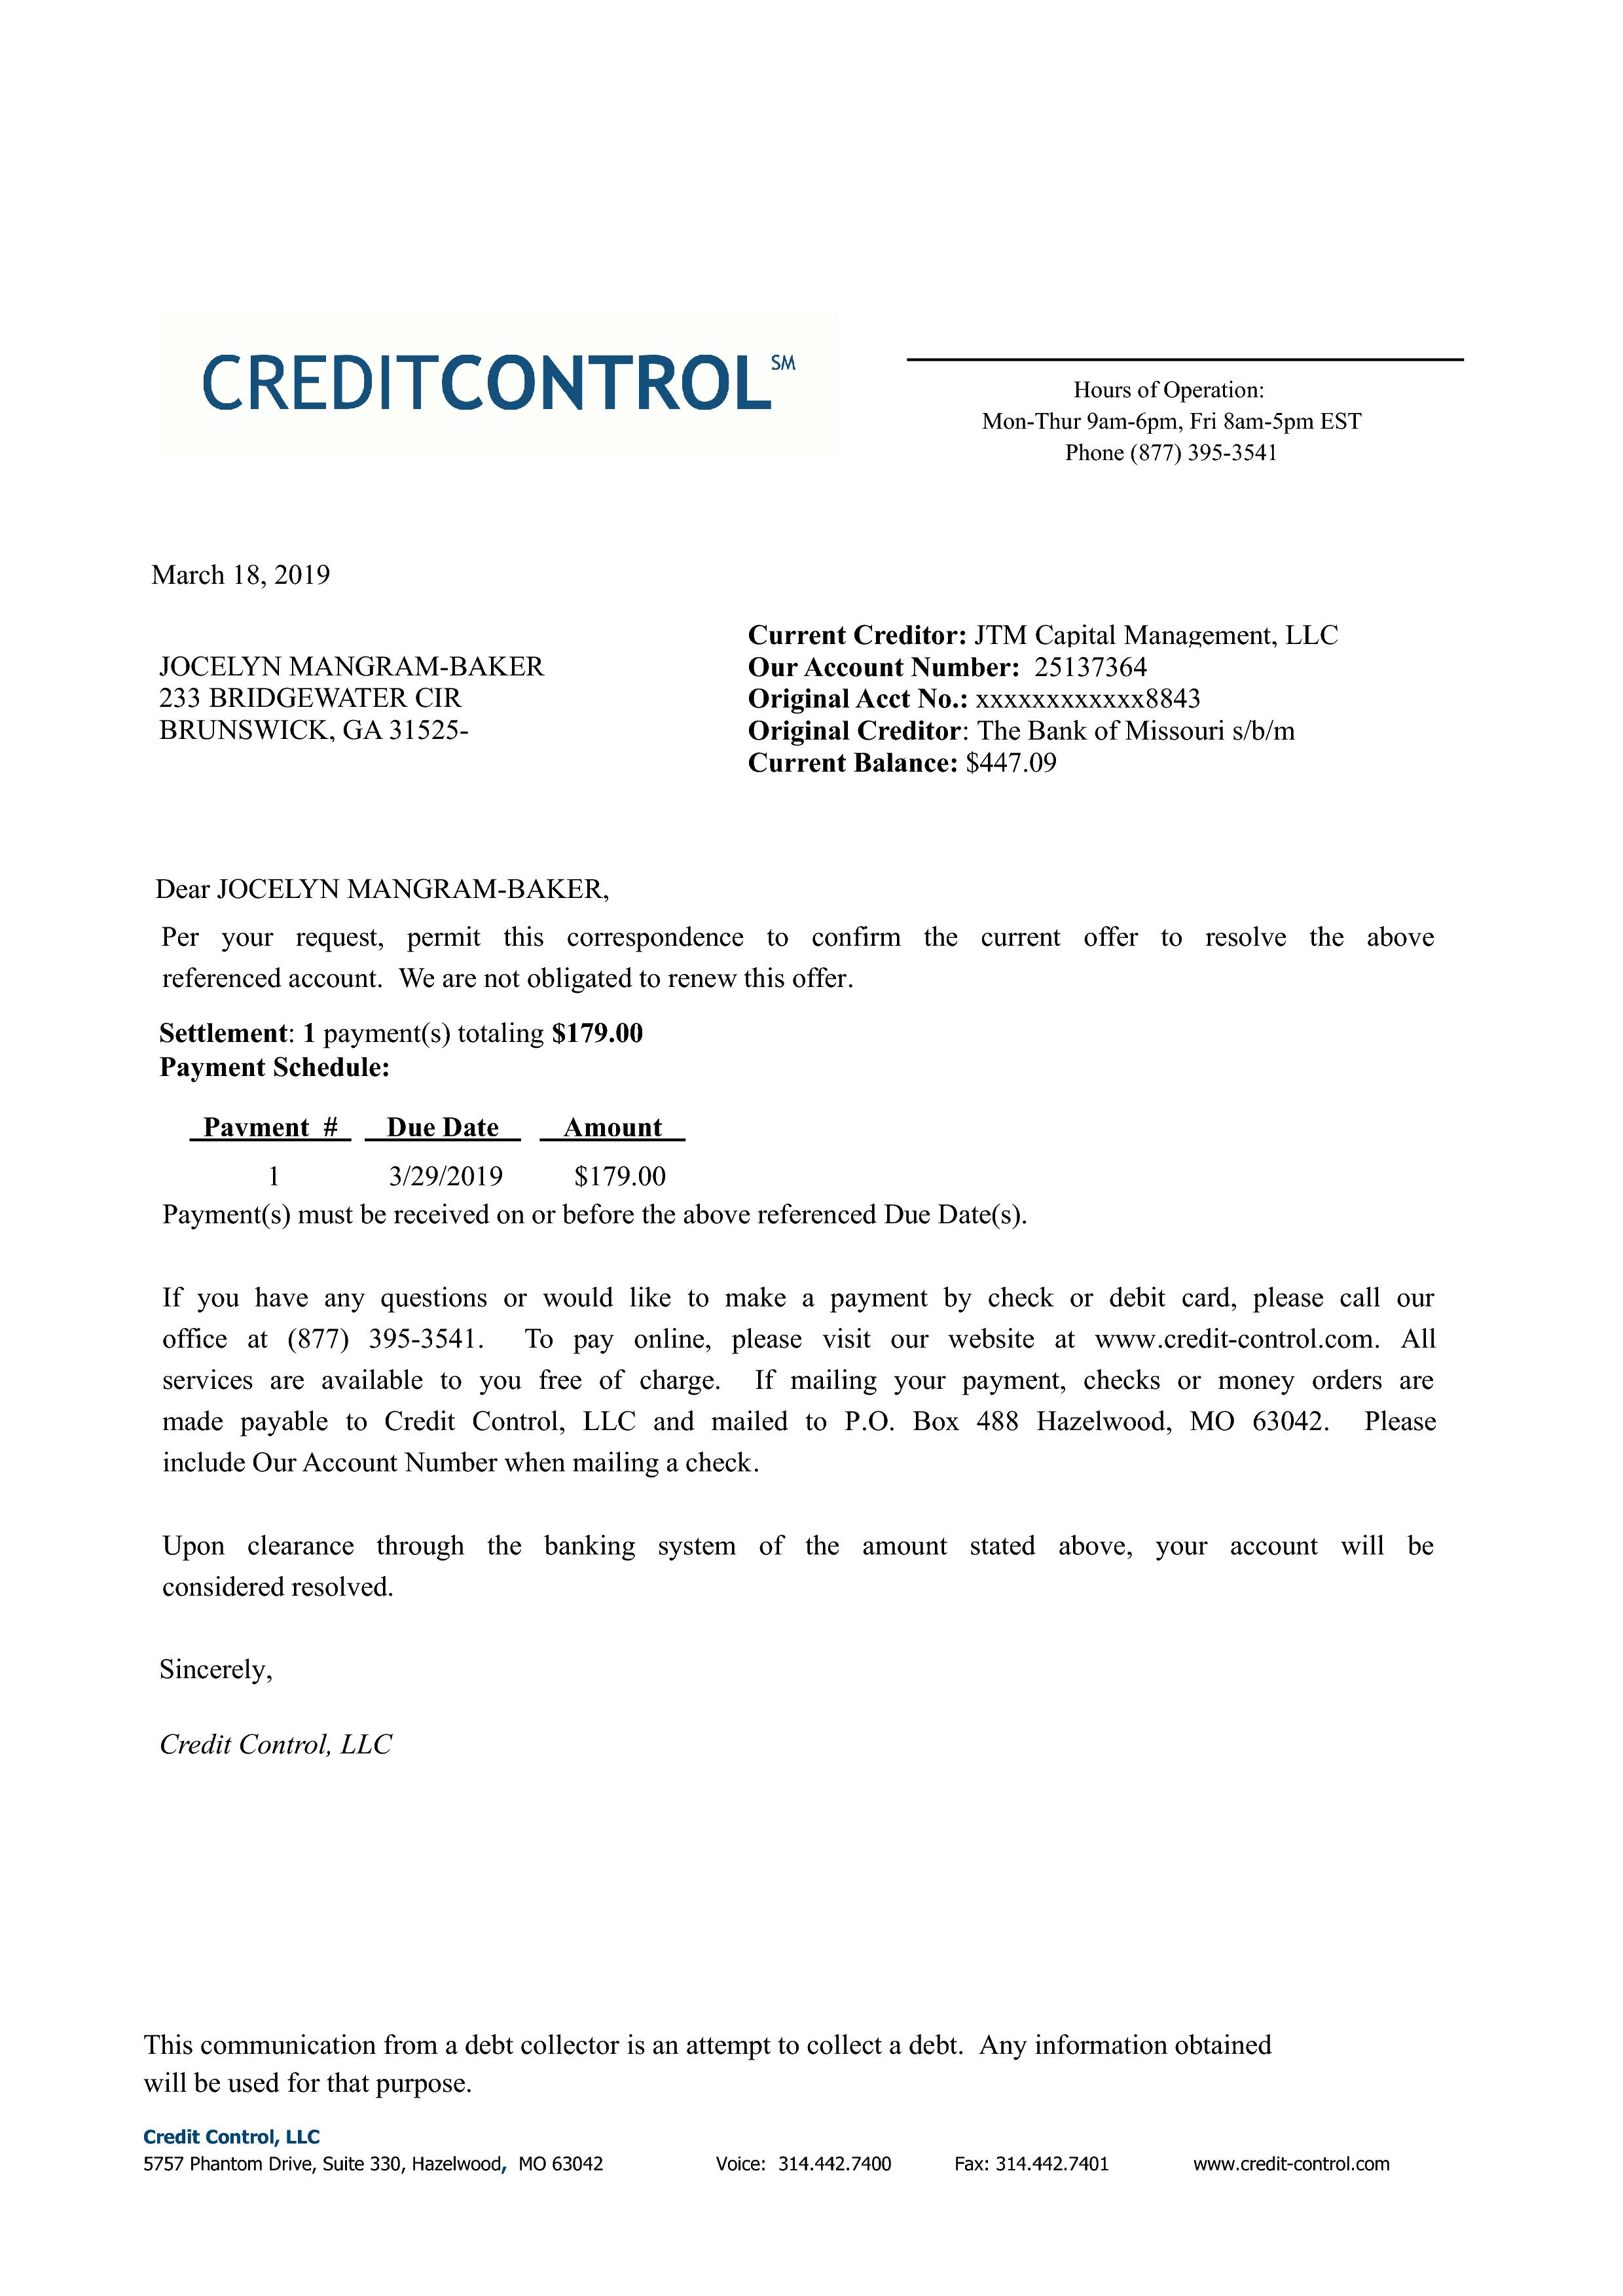 CREDITCONTROL SM
Hours of Operation:
Mon-Thur 9am-6pm, Fri 8am-5pm EST
Phone (877) 395-3541
March 18, 2019
JOCELYN MANGRAM-BAKER
233 BRIDGEWATER CIR
BRUNSWICK, GA 31525-
Current Creditor: JTM Capital Management, LLC
Our Account Number: 25137364
Original Acct No.: xxxxxxxxxxxx8843
Original Creditor: The Bank of Missouri s/b/m
Current Balance: $447.09
Dear JOCELYN MANGRAM-BAKER,
Per your request, permit this correspondence to confirm the current offer to resolve the above
referenced account. We are not obligated to renew this offer.
Settlement: 1 payment(s) totaling $179.00
Payment Schedule:
Payment # Due Date Amount
1 3/29/2019 $179.00
Payment(s) must be received on or before the above referenced Due Date(s).
If you have any questions or would like to make a payment by check or debit card, please call our
office at (877) 395-3541. To pay online, please visit our website at www.credit-control.com. All
services are available to you free of charge. If mailing your payment, checks or money orders are
made payable to Credit Control, LLC and mailed to P.O. Box 488 Hazelwood, MO 63042. Please
include Our Account Number when mailing a check.
Upon clearance through the banking system of the amount stated above, your account will be
considered resolved.
Sincerely,
Credit Control, LLC
This communication from a debt collector is an attempt to collect a debt. Any information obtained
will be used for that purpose.
Credit Control, LLC
5757 Phantom Drive, Suite 330, Hazelwood, MO 63042 Voice: 314.442.7400 Fax: 314.442.7401 www.credit-control.com